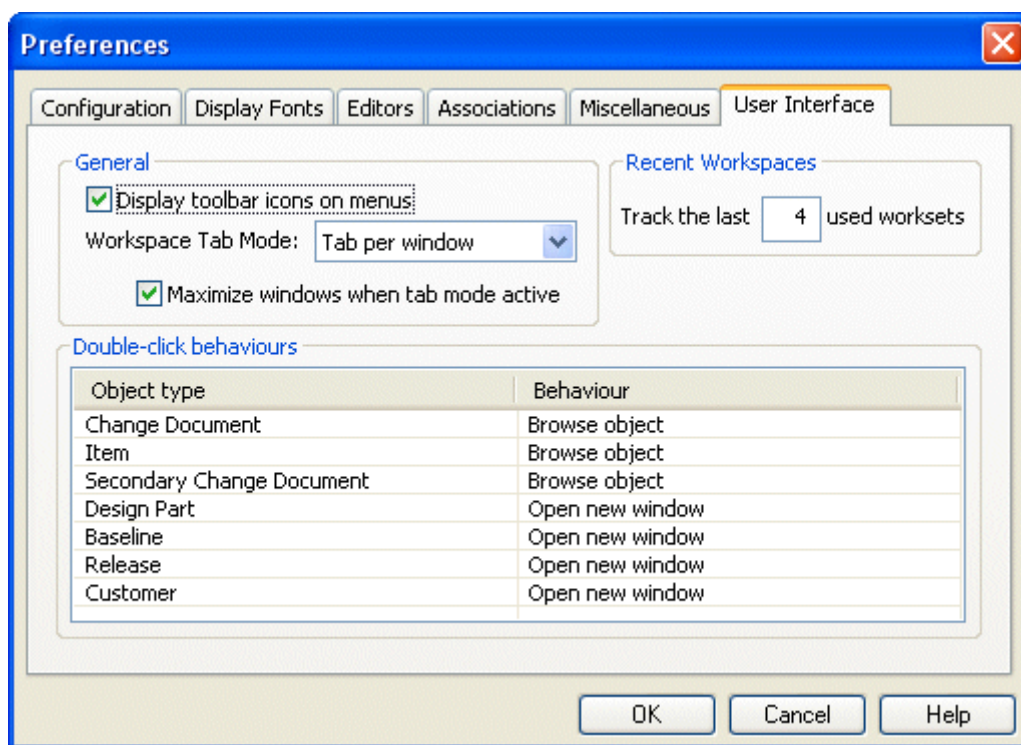 Preferences
Configuration Display Fonts Editors Associations Miscellaneous User Interface
General
Display toolbar icons on menus
Workspace Tab Mode: Tab per window
Maximize windows when tab mode active
Recent Workspaces
Track the last 4 used worksets
Double-click behaviours
Object type Behaviour
Change Document Browse object
Item Browse object
Secondary Change Document Browse object
Design Part Open new window
Baseline Open new window
Release Open new window
Customer Open new window
OK Cancel Help